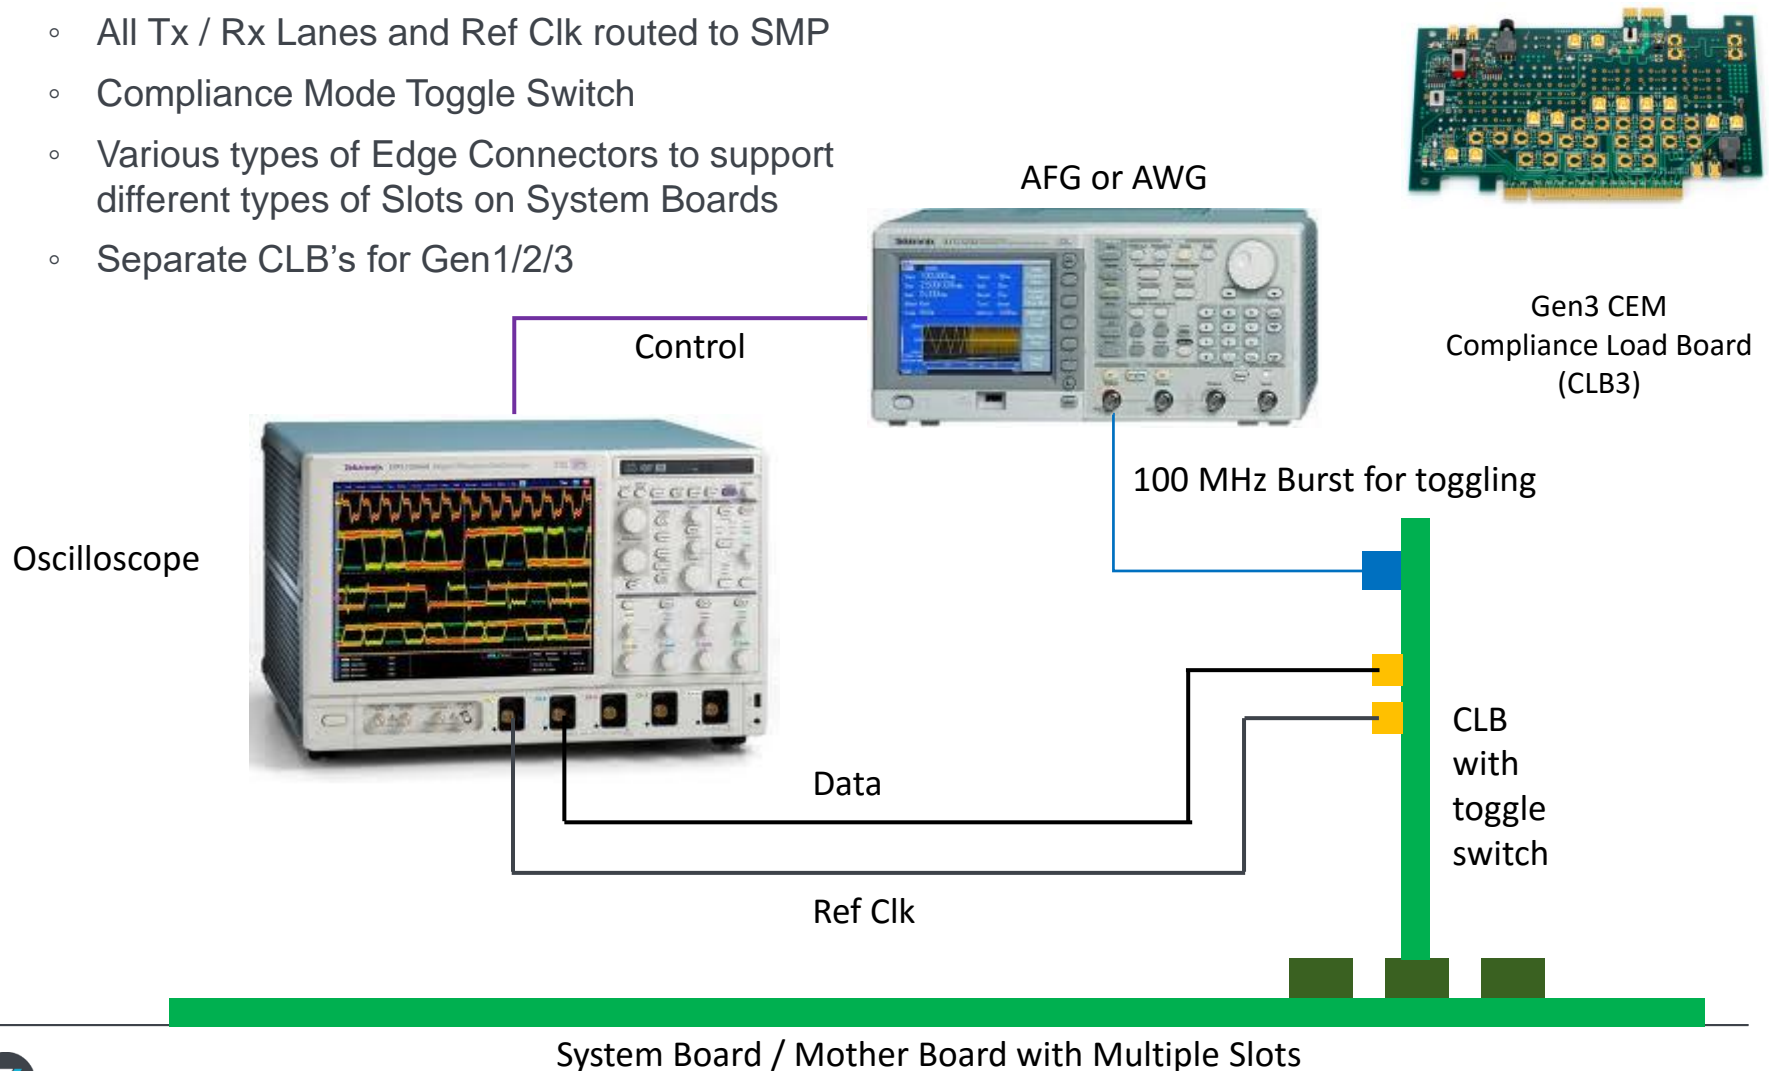 ◦ All Tx / Rx Lanes and Ref Clk routed to SMP
◦ Compliance Mode Toggle Switch
◦ Various types of Edge Connectors to support
different types of Slots on System Boards
◦ Separate CLB's for Gen1/2/3
AFG or AWG
Gen3 CEM
Compliance Load Board
(CLB3)
Control
Tektronix
100 MHz Burst for toggling
Tektronix
Oscilloscope
CLB
with
toggle
switch
Data
Ref Clk
System Board / Mother Board with Multiple Slots